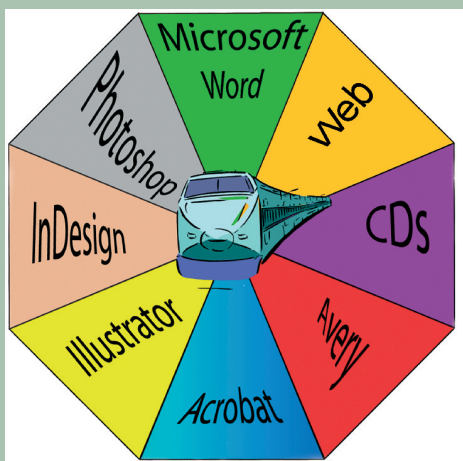 Microsoft
Word
Web
CDs
Avery
Acrobat
Illustrator
InDesign
Photoshop